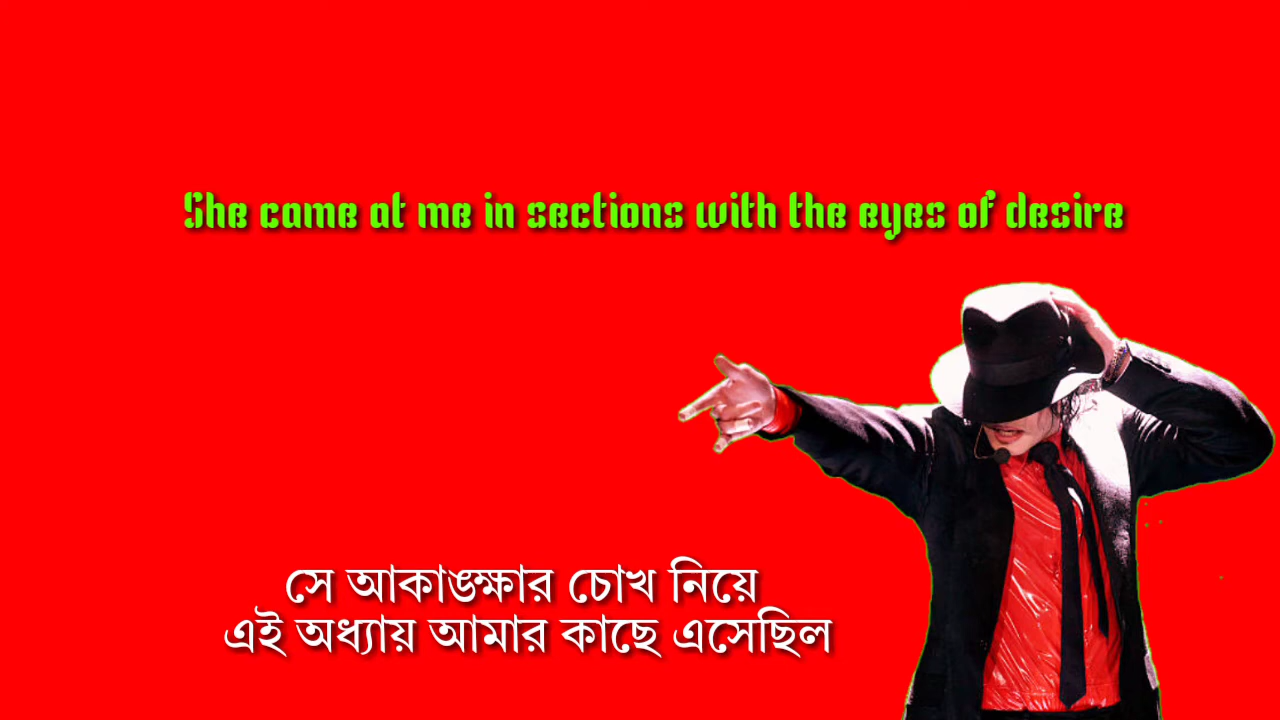 She came at me in sections with the eyes of desire
সে আকাঙ্ক্ষার চোখ নিয়ে
এই অধ্যায় আমার কাছে এসেছিল